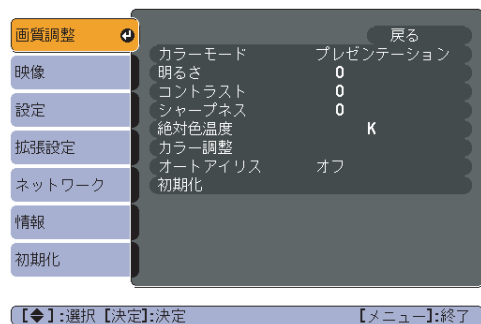 画質調整
映像
設定
拡張設定
ネットワーク
情報
初期化
戻る
カラーモード プレゼンテーション
明るさ 0
コントラスト 0
シャープネス 0
絶対色温度 K
カラー調整
オートアイリス オフ
初期化
【◆】:選択【決定】:決定 【メニュー】:終了